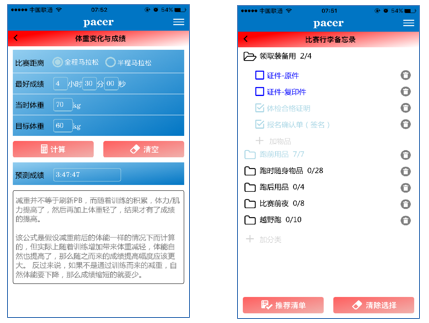 中国联通 07:52 54%
pacer
体重变化与成绩
比赛距离 全程马拉松 半程马拉松
最好成绩 4 小时 30 分 00 秒
当时体重 70 kg
目标体重 60 kg
计算 清空
预测成绩 3:47:47
减重并不等于刷新PB，而随着训练的积累，体力/肌
力提高了，然后再加上体重轻了，结果才有了成绩
的提高。
该公式是假设减重前后的体能一样的情况下而计算
的，但实际上随着训练增加带来体重减轻，体能自
然也提高了，那么随之而来的成绩提高幅度应该更
大。 反过来说，如果不是通过训练而来的减重，自
然体能要下降，那么成绩缩短的就要少。
中国联通 07:51 54%
pacer
比赛行李备忘录
领取装备用 2/4
证件-原件
证件-复印件
体检合格证明
报名确认单（签名）
加物品
跑前用品 7/7
跑时随身物品 0/28
跑后用品 0/4
比赛前夜 0/8
越野跑 0/10
加分类
推荐清单 清除选择